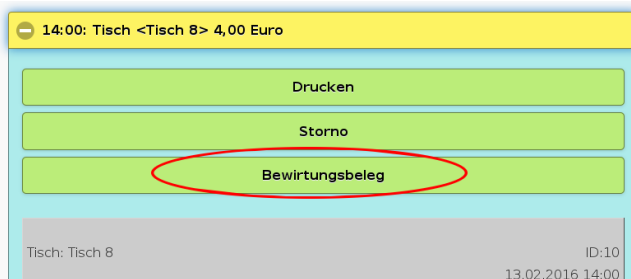 14:00: Tisch <Tisch 8> 4,00 Euro
Drucken
Storno
Bewirtungsbeleg
Tisch: Tisch 8 ID:10
13.02.2016 14:00